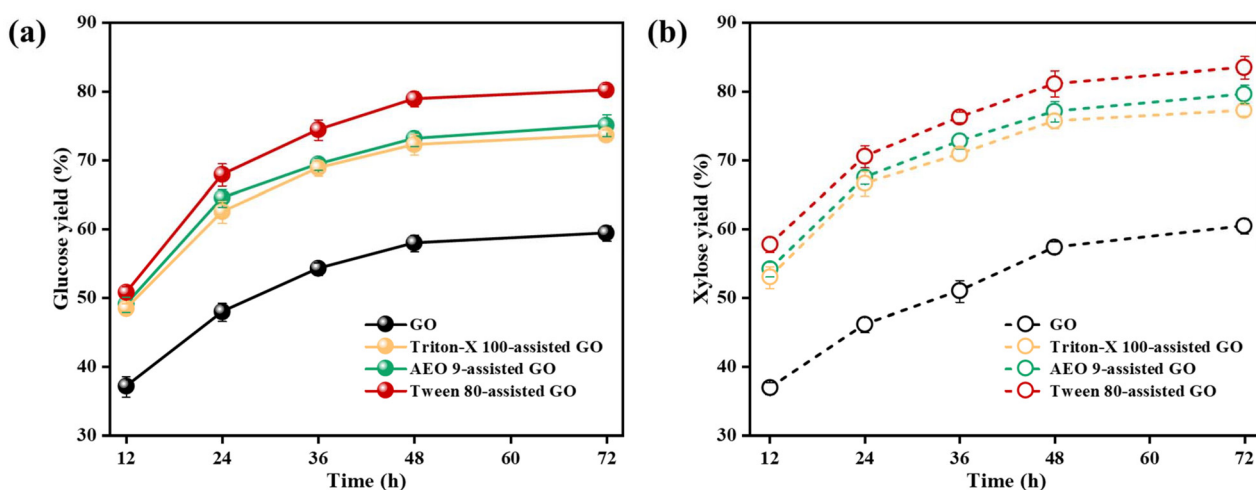 (a)
Glucose yield (%)
90
80
70
60
50
40
30
12 24 36 48 60 72
Time (h)
GO
Triton-X 100-assisted GO
AEO 9-assisted GO
Tween 80-assisted GO
(b)
Xylose yield (%)
90
80
70
60
50
40
30
12 24 36 48 60 72
Time (h)
GO
Triton-X 100-assisted GO
AEO 9-assisted GO
Tween 80-assisted GO